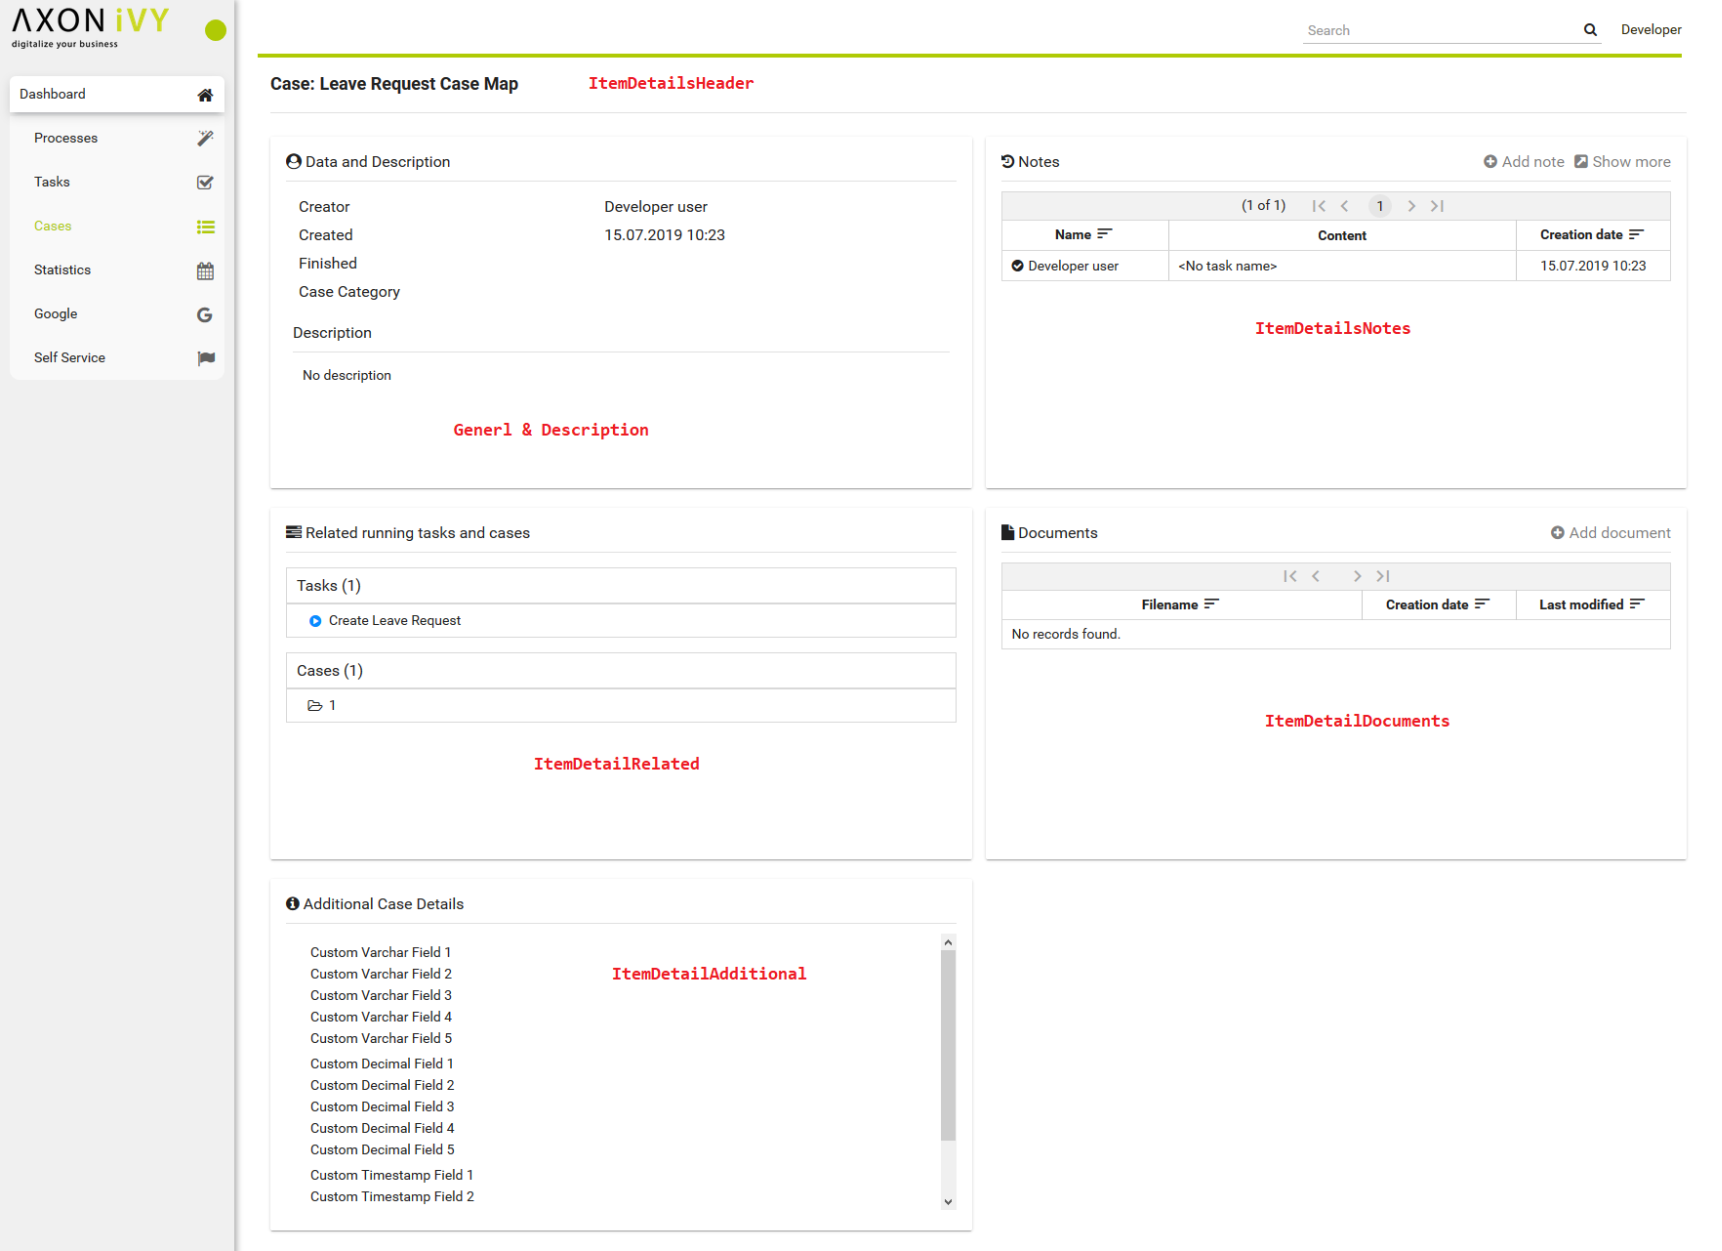 AXON iVY
digitalize your business
Search
Developer
Dashboard
Processes
Tasks
Cases
Statistics
Google
Self Service
Case: Leave Request Case Map
ItemDetailsHeader
Data and Description
Creator Developer user
Created 15.07.2019 10:23
Finished
Case Category
Description
No description
Generl & Description
Notes
Add note Show more
(1 of 1) 1
Name Content Creation date
Developer user <No task name> 15.07.2019 10:23
ItemDetailsNotes
Related running tasks and cases
Tasks (1)
Create Leave Request
Cases (1)
1
ItemDetailRelated
Documents
Add document
Filename Creation date Last modified
No records found.
ItemDetailDocuments
Additional Case Details
Custom Varchar Field 1
Custom Varchar Field 2
Custom Varchar Field 3
Custom Varchar Field 4
Custom Varchar Field 5
Custom Decimal Field 1
Custom Decimal Field 2
Custom Decimal Field 3
Custom Decimal Field 4
Custom Decimal Field 5
Custom Timestamp Field 1
Custom Timestamp Field 2
ItemDetailAdditional